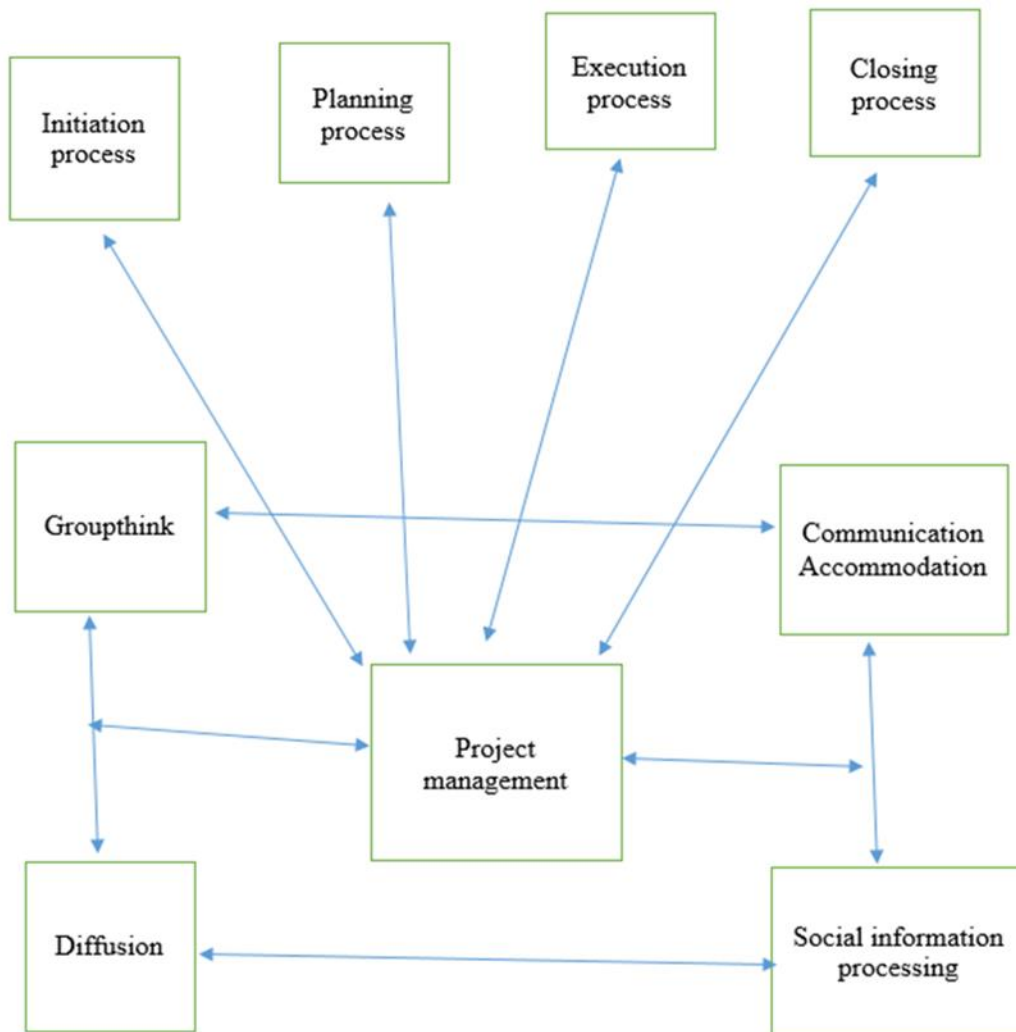 Initiation
process
Planning
process
Execution
process
Closing
process
Groupthink
Communication
Accommodation
Project
management
Diffusion
Social information
processing